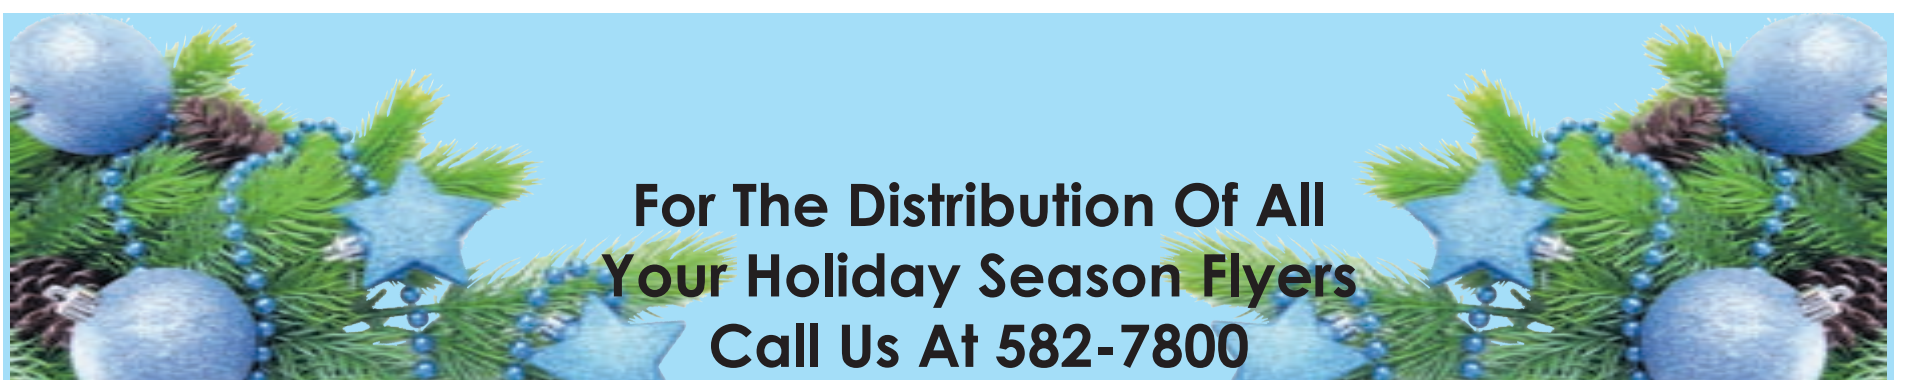 For The Distribution Of All
Your Holiday Season Flyers
Call Us At 582-7800